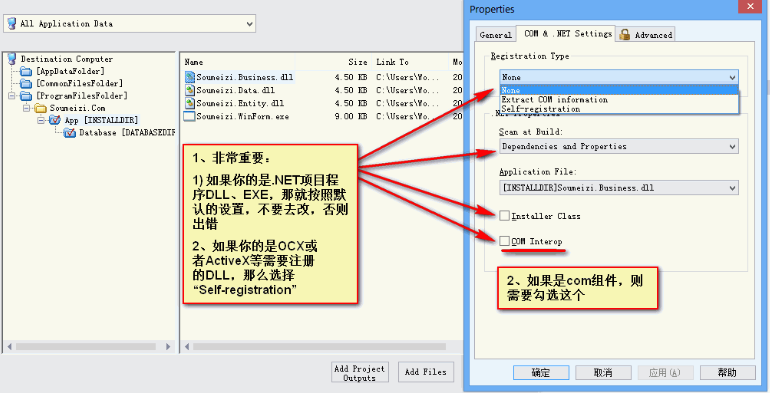 All Application Data
Destination Computer
[AppDataFolder]
[CommonFilesFolder]
[ProgramFilesFolder]
Soumeizi.Com
App [INSTALLDIR]
Database [DATABASEDIR
Name Size Link To Mo
Soumeizi.Business.dll 4.50 KB C:\Users\Wo... 20
Soumeizi.Data.dll 4.50 KB C:\Users\Wo... 20
Soumeizi.Entity.dll 4.50 KB C:\Users\Wo... 20
Soumeizi.WinForm.exe 9.00 KB C:\Users\Wo... 20
1、非常重要：
1) 如果你的是.NET项目程
序DLL、EXE，那就按照默
认的设置，不要去改，否则
出错
2、如果你的是OCX或
者ActiveX等需要注册
的DLL，那么选择
“Self-registration”
Add Project
Outputs
Add Files
Properties
General COM & .NET Settings Advanced
Registration Type
None
None
Extract COM information
Self-registration
.NET Properties
Scan at Build:
Dependencies and Properties
Application File:
[INSTALLDIR]Soumeizi.Business.dll
Installer Class
COM Interop
2、如果是com组件，则
需要勾选这个
确定 取消 应用(A) 帮助